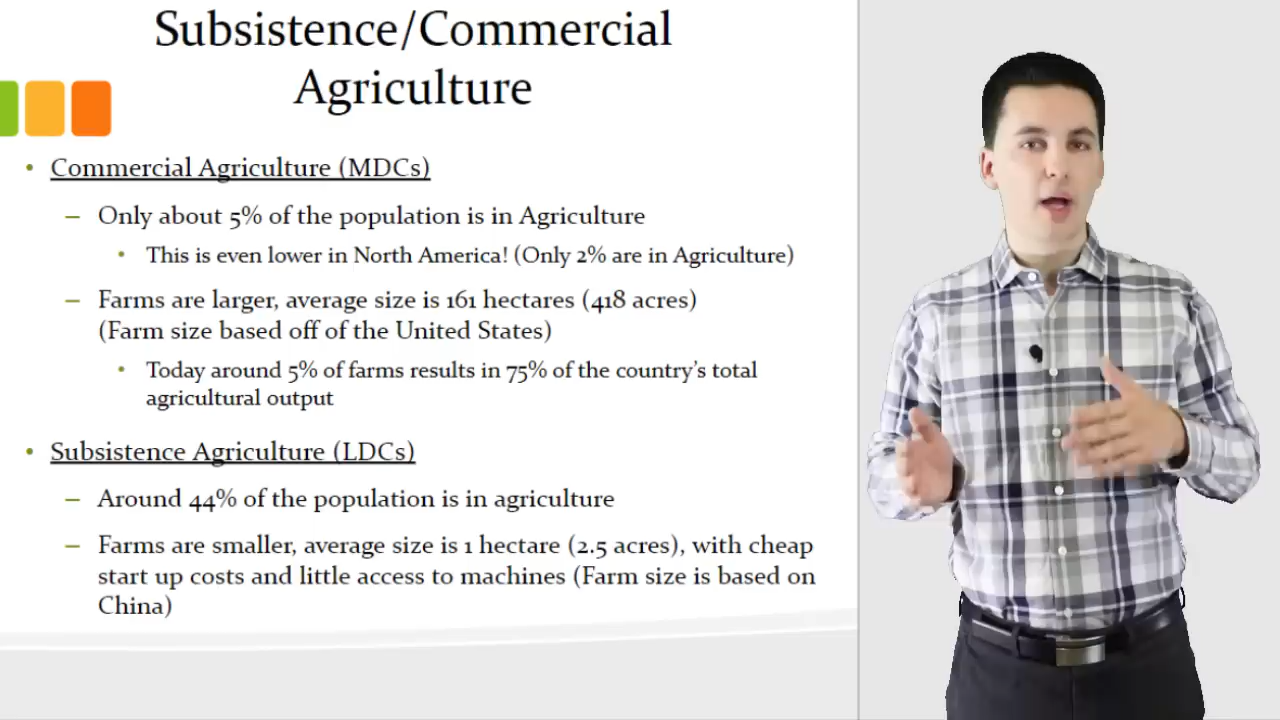 Subsistence/Commercial
Agriculture
• Commercial Agriculture (MDCs)
– Only about 5% of the population is in Agriculture
• This is even lower in North America! (Only 2% are in Agriculture)
– Farms are larger, average size is 161 hectares (418 acres)
(Farm size based off of the United States)
• Today around 5% of farms results in 75% of the country's total
agricultural output
• Subsistence Agriculture (LDCs)
– Around 44% of the population is in agriculture
– Farms are smaller, average size is 1 hectare (2.5 acres), with cheap
start up costs and little access to machines (Farm size is based on
China)